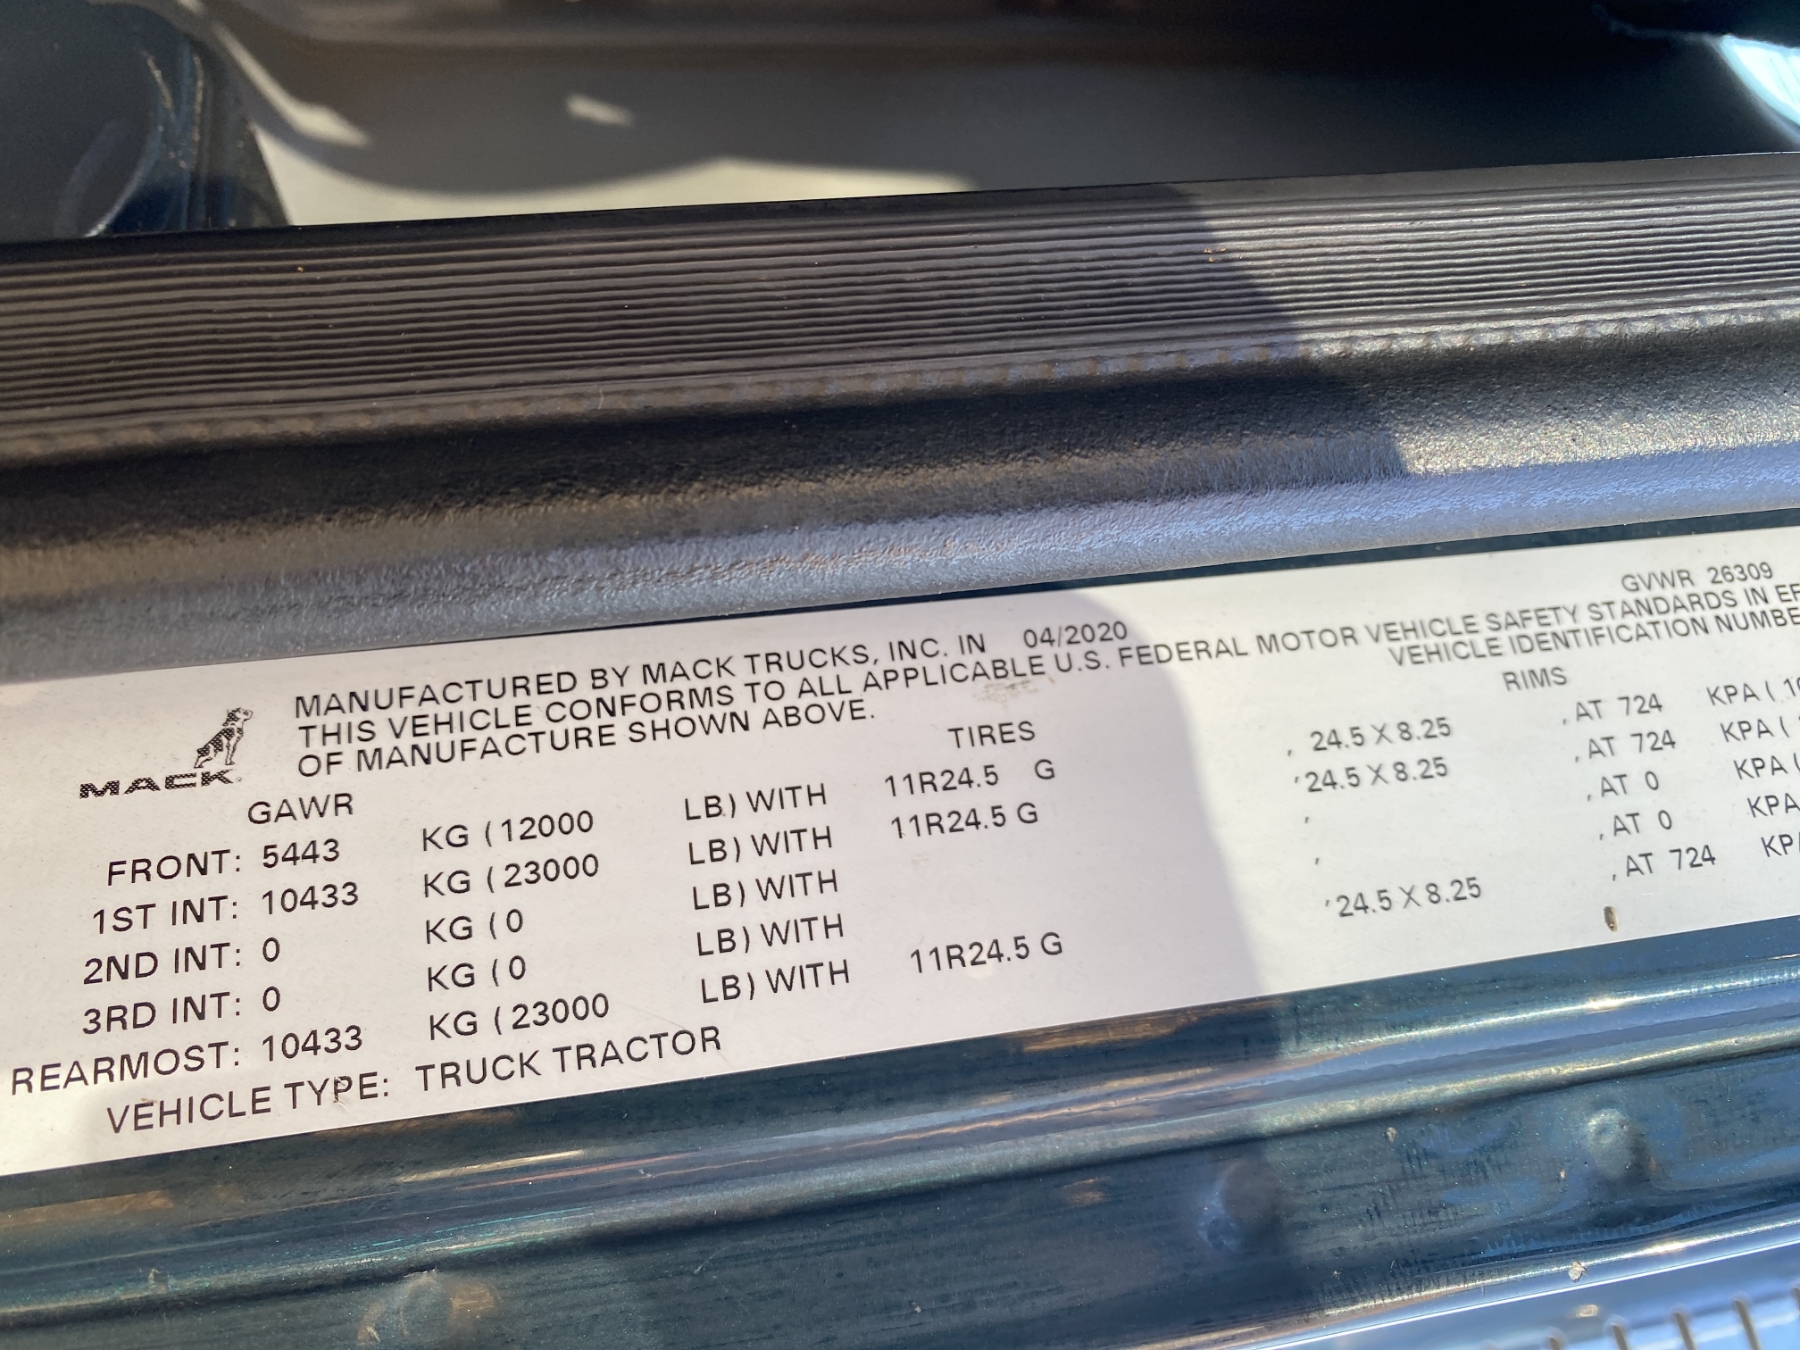 MANUFACTURED BY MACK TRUCKS, INC. IN 04/2020 GVWR 26309
THIS VEHICLE CONFORMS TO ALL APPLICABLE U.S. FEDERAL MOTOR VEHICLE SAFETY STANDARDS IN
OF MANUFACTURE SHOWN ABOVE. VEHICLE IDENTIFICATION
MACK
GAWR TIRES RIMS
FRONT: 5443 KG (12000 LB) WITH 11R24.5 G , 24.5 X 8.25 , AT 724 KPA (
1ST INT: 10433 KG (23000 LB) WITH 11R24.5 G , 24.5 X 8.25 , AT 724 KPA (
2ND INT: 0 KG (0 LB) WITH , , AT 0 KPA (
3RD INT: 0 KG (0 LB) WITH , , AT 0 KPA
REARMOST: 10433 KG (23000 LB) WITH 11R24.5 G , 24.5 X 8.25 , AT 724
VEHICLE TYPE: TRUCK TRACTOR